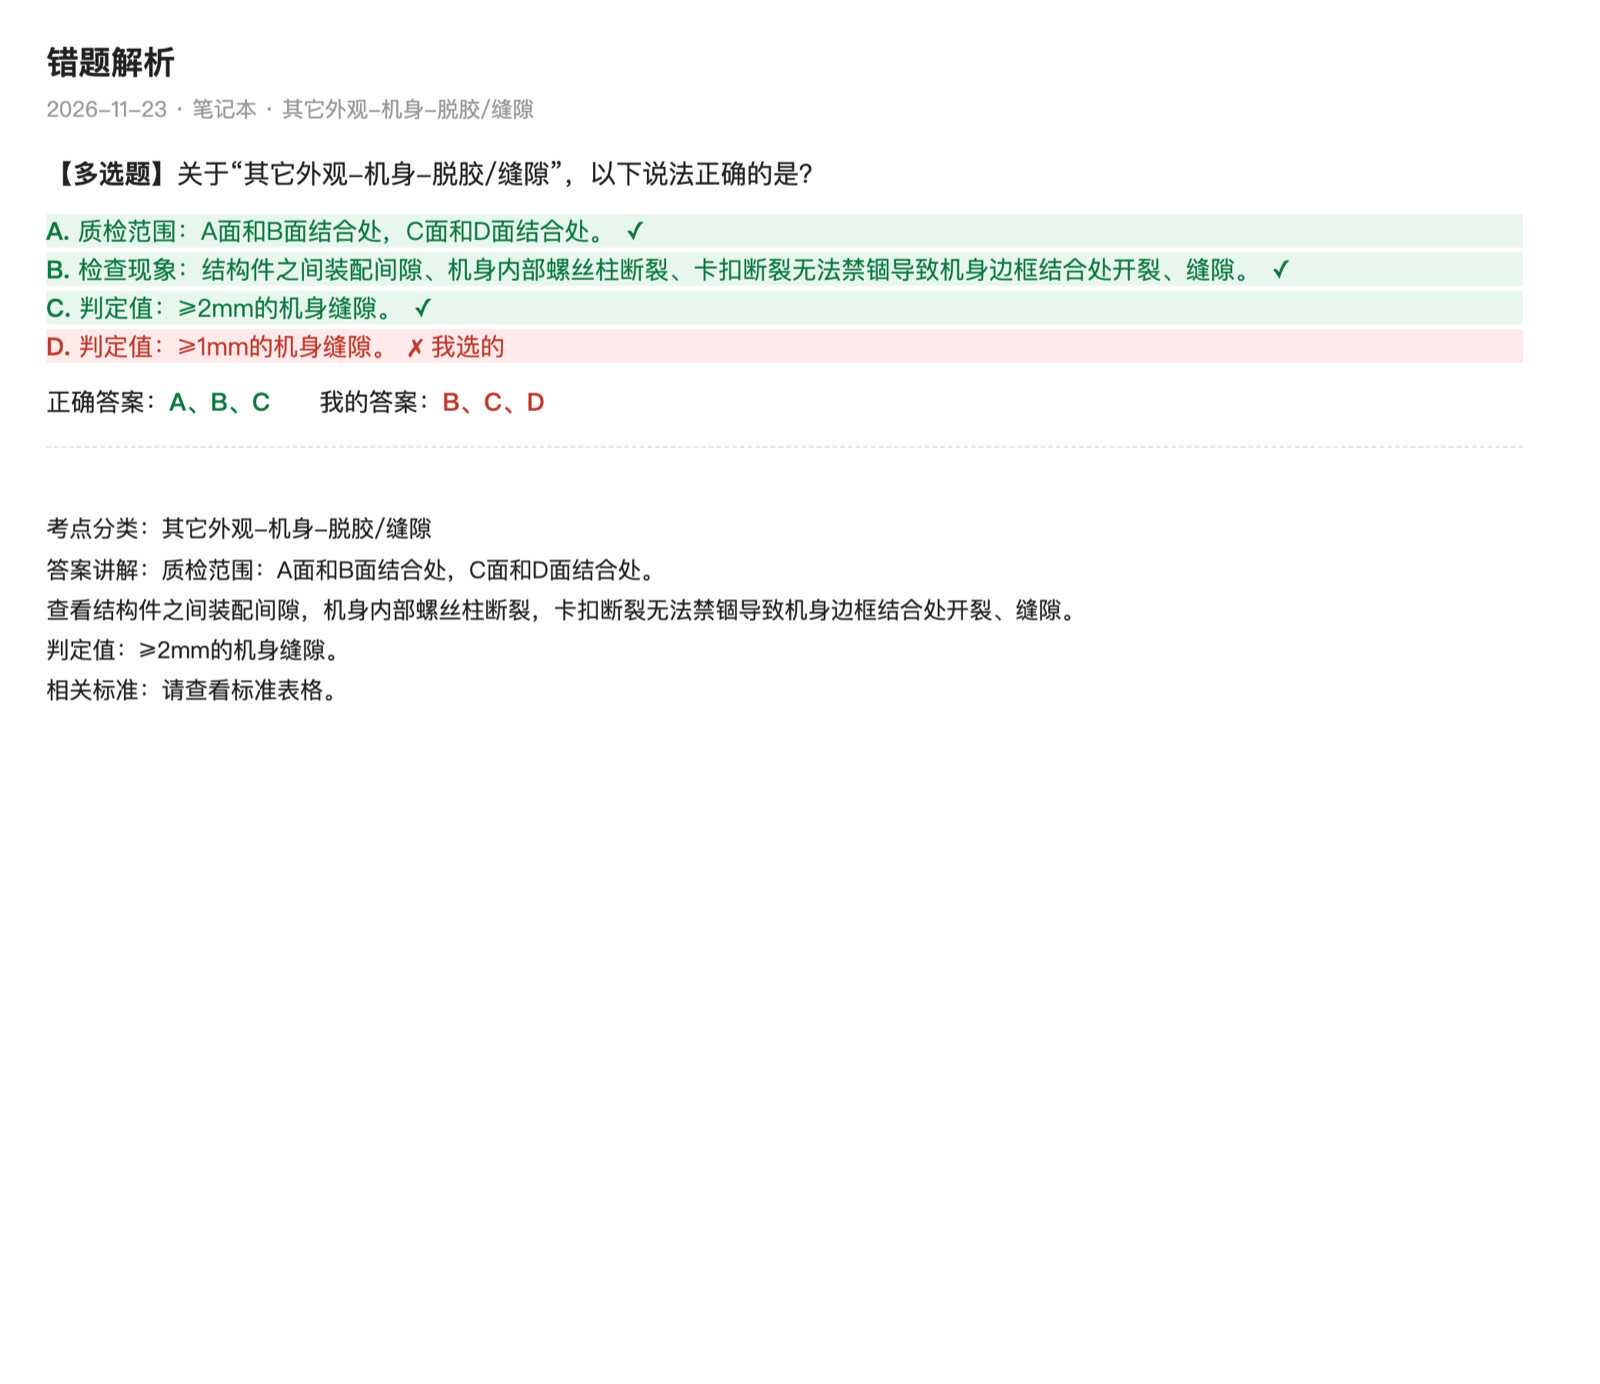 错题解析
2026-11-23 · 笔记本 · 其它外观-机身-脱胶/缝隙
【多选题】关于“其它外观-机身-脱胶/缝隙”，以下说法正确的是？
A. 质检范围：A面和B面结合处，C面和D面结合处。 ✓
B. 检查现象：结构件之间装配间隙、机身内部螺丝柱断裂、卡扣断裂无法禁锢导致机身边框结合处开裂、缝隙。 ✓
C. 判定值：≥2mm的机身缝隙。 ✓
D. 判定值：≥1mm的机身缝隙。 ✗ 我选的
正确答案：A、B、C 我的答案：B、C、D
考点分类：其它外观-机身-脱胶/缝隙
答案讲解：质检范围：A面和B面结合处，C面和D面结合处。
查看结构件之间装配间隙，机身内部螺丝柱断裂，卡扣断裂无法禁锢导致机身边框结合处开裂、缝隙。
判定值：≥2mm的机身缝隙。
相关标准：请查看标准表格。